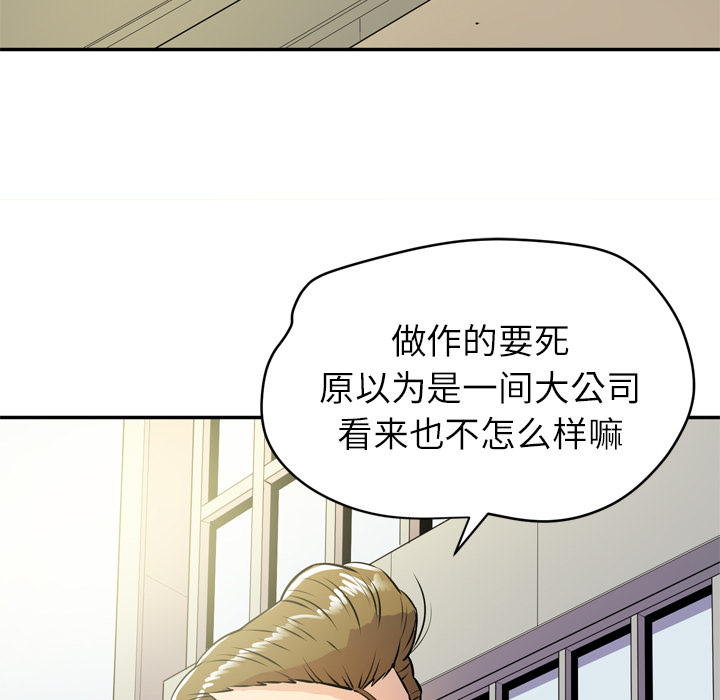 做作的要死
原以为是一间大公司
看来也不怎么样嘛